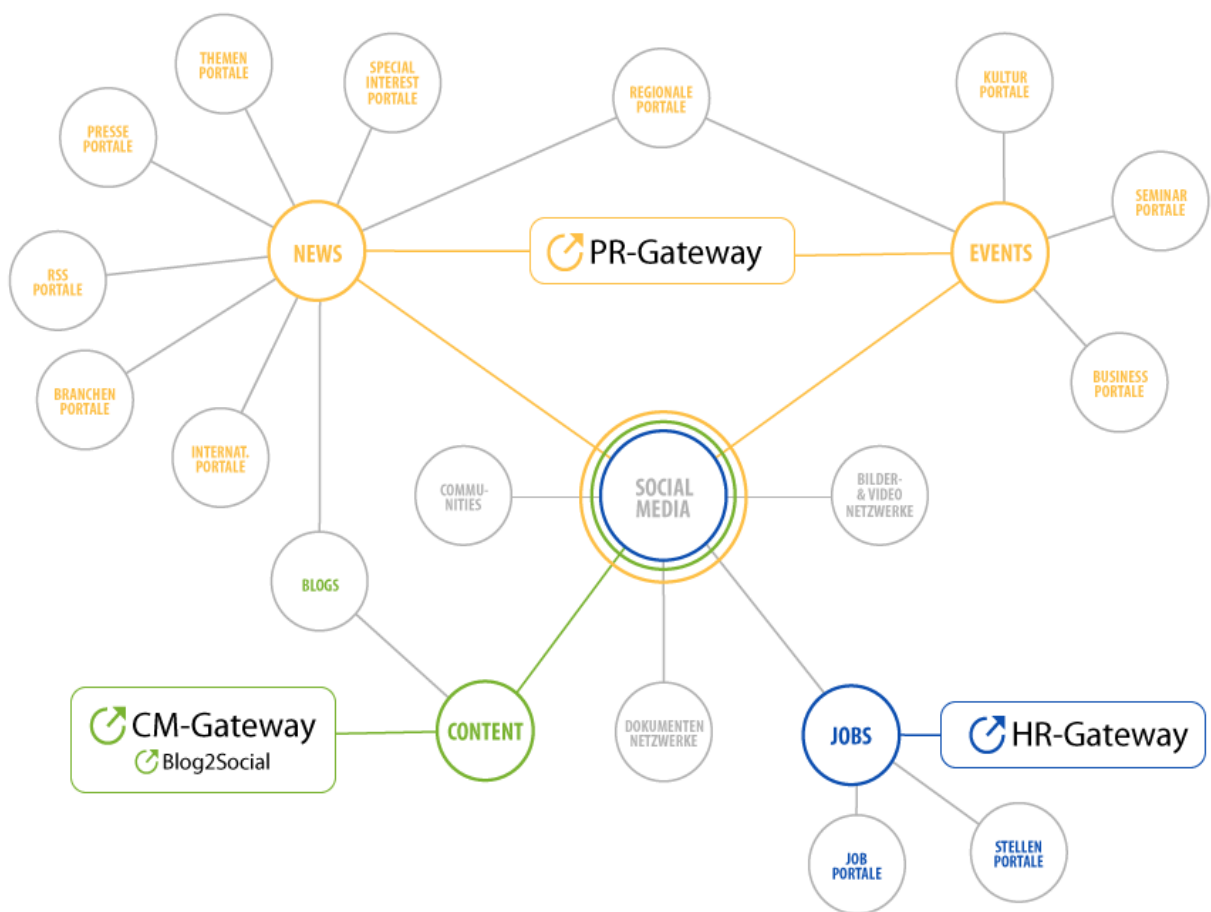 THEMEN
PORTALE
SPECIAL
INTEREST
PORTALE
REGIONALE
PORTALE
KULTUR
PORTALE
PRESSE
PORTALE
SEMINAR
PORTALE
NEWS
PR-Gateway
EVENTS
RSS
PORTALE
BRANCHEN
PORTALE
BUSINESS
PORTALE
INTERNAT.
PORTALE
COMMU-
NITIES
SOCIAL
MEDIA
BILDER-
& VIDEO
NETZWERKE
BLOGS
CM-Gateway
Blog2Social
CONTENT
DOKUMENTEN
NETZWERKE
JOBS
HR-Gateway
JOB
PORTALE
STELLEN
PORTALE